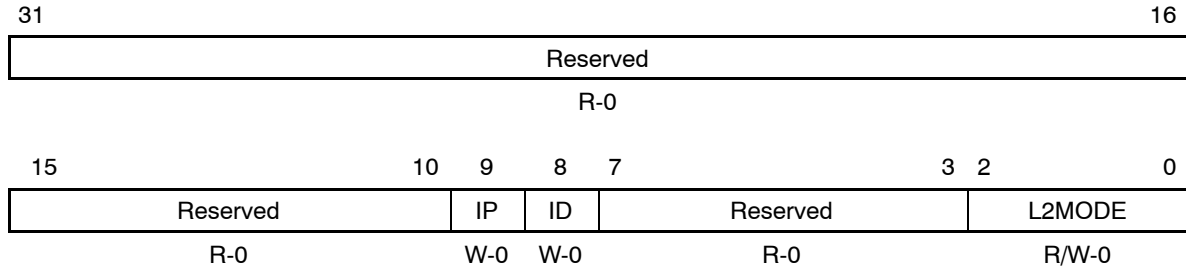 31 16
Reserved
R-0
15 10 9 8 7 3 2 0
Reserved IP ID Reserved L2MODE
R-0 W-0 W-0 R-0 R/W-0